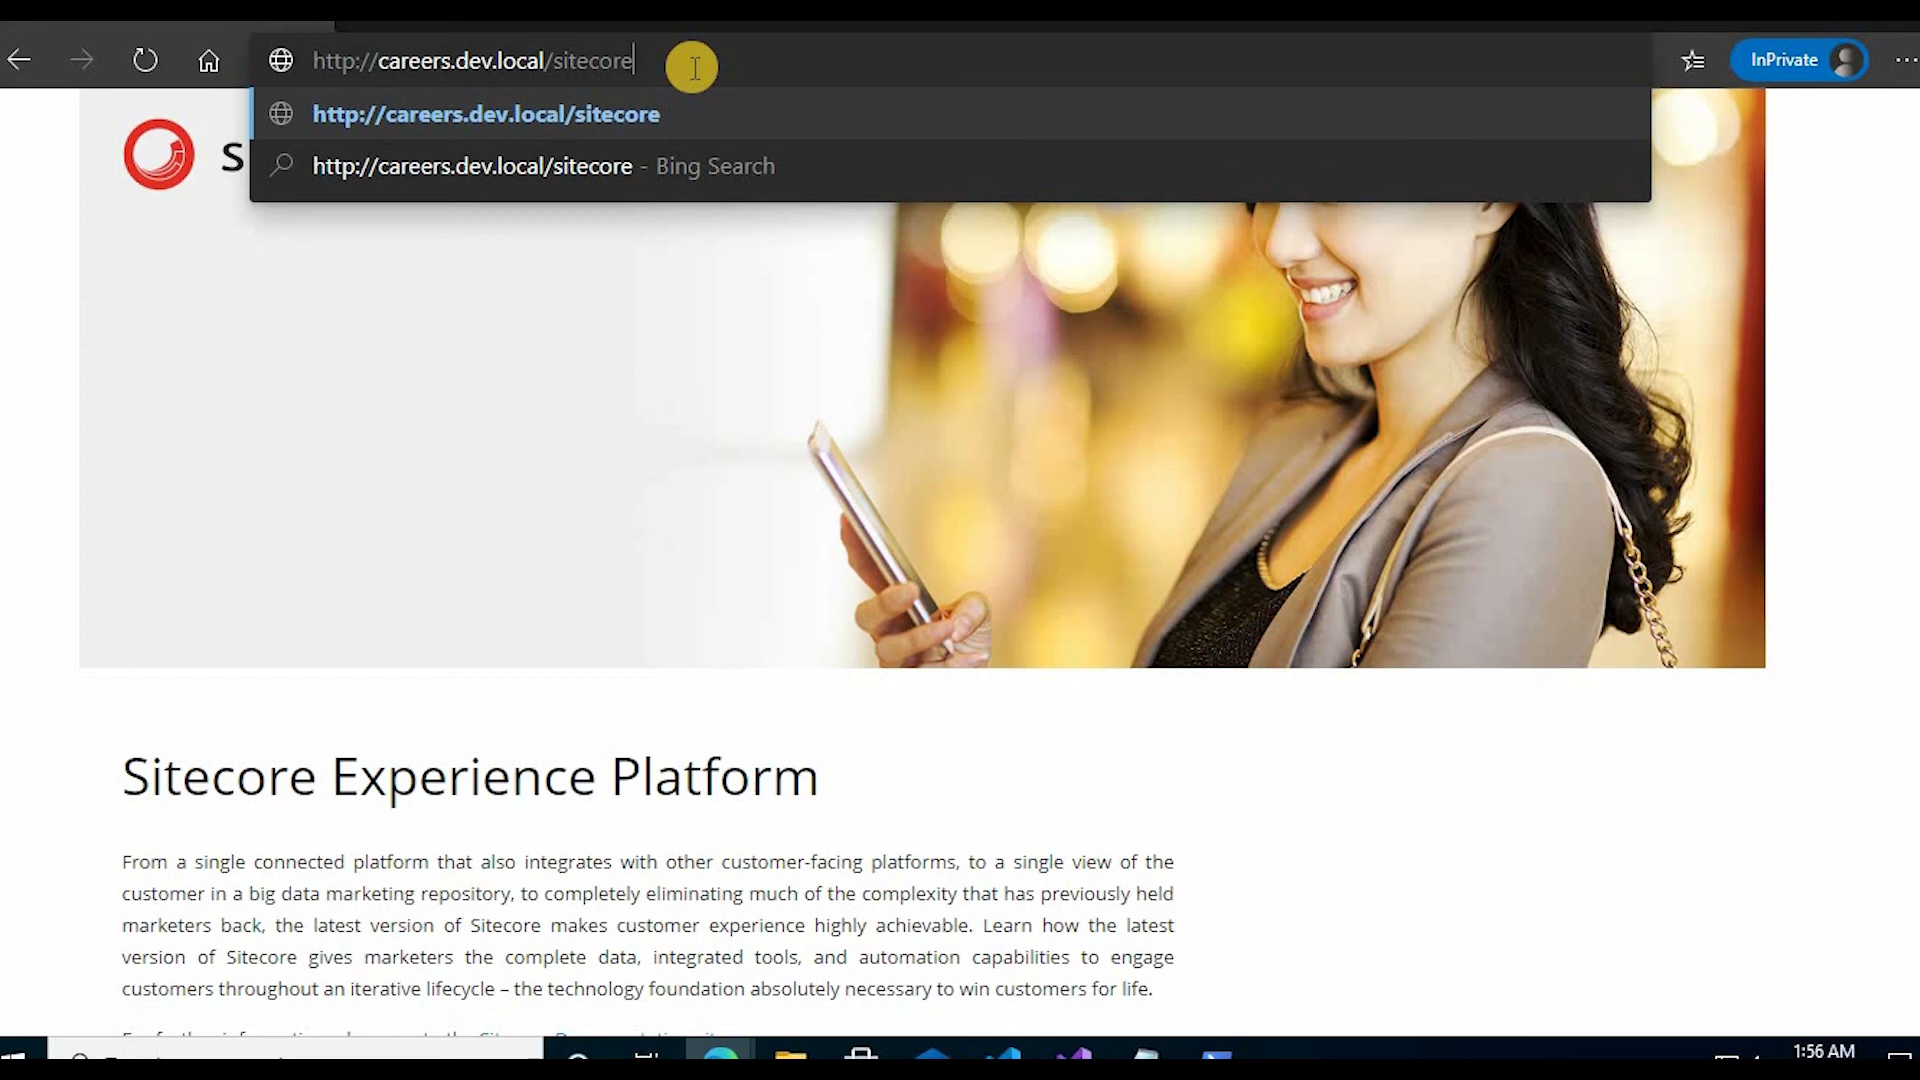 http://careers.dev.local/sitecore
InPrivate
http://careers.dev.local/sitecore
http://careers.dev.local/sitecore - Bing Search
S
Sitecore Experience Platform
From a single connected platform that also integrates with other customer-facing platforms, to a single view of the
customer in a big data marketing repository, to completely eliminating much of the complexity that has previously held
marketers back, the latest version of Sitecore makes customer experience highly achievable. Learn how the latest
version of Sitecore gives marketers the complete data, integrated tools, and automation capabilities to engage
customers throughout an iterative lifecycle – the technology foundation absolutely necessary to win customers for life.
1:56 AM